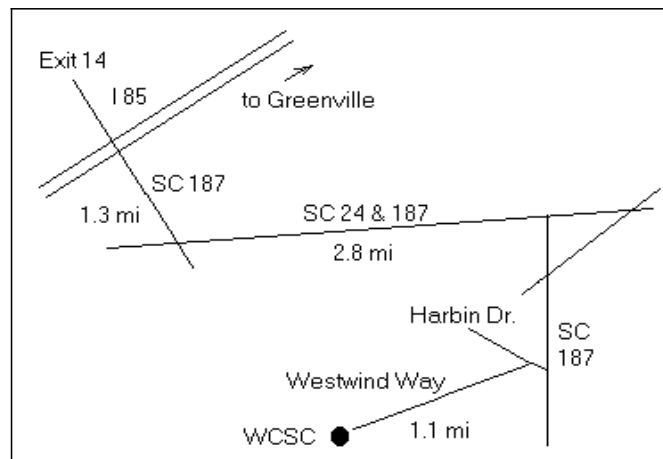 Exit 14
I 85
to Greenville
SC 187
1.3 mi
SC 24 & 187
2.8 mi
Harbin Dr.
SC
187
Westwind Way
WCSC
1.1 mi